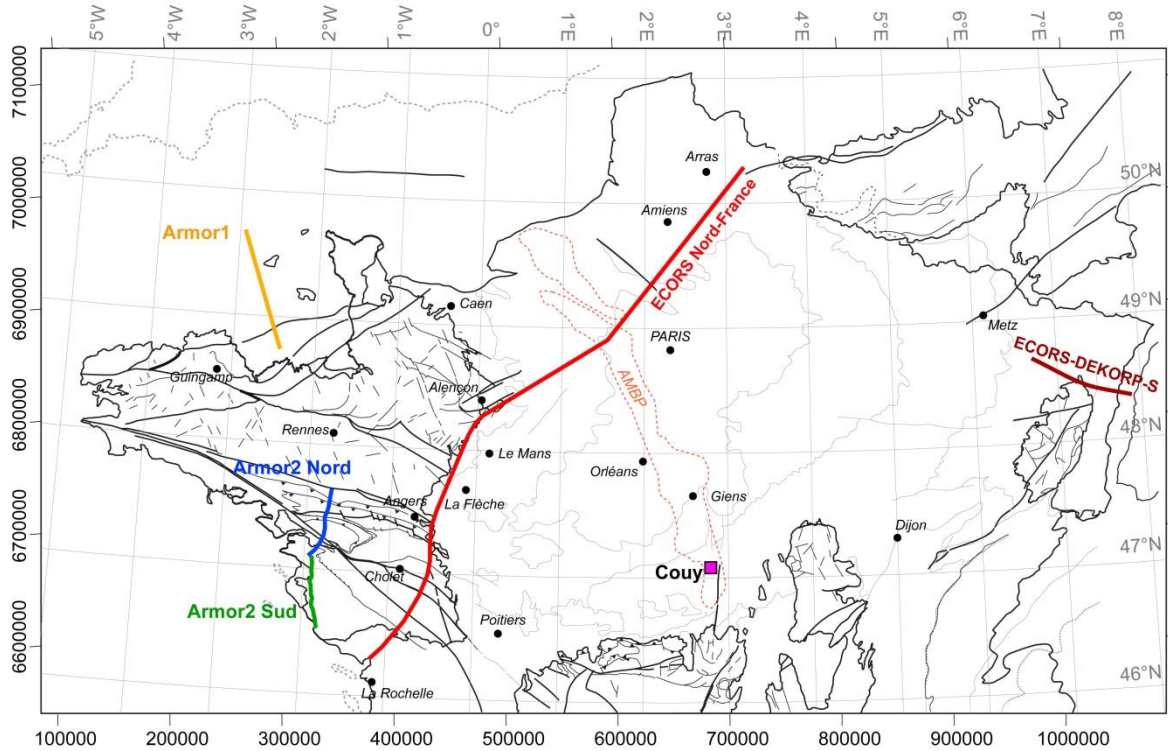 5°W 4°W 3°W 2°W 1°W 0° 1°E 2°E 3°E 4°E 5°E 6°E 7°E 8°E
7100000
7000000
6900000
6800000
6700000
6600000
50°N
49°N
48°N
47°N
46°N
Arras
Amiens
ECORS Nord-France
Armor1
Caen
PARIS
Metz
ECORS-DEKORP-S
Guingamp
Alençon
AMBP
Rennes
Le Mans
Armor2 Nord
Orléans
La Flèche
Angers
Giens
Dijon
Couy
Cholet
Armor2 Sud
Poitiers
La Rochelle
100000 200000 300000 400000 500000 600000 700000 800000 900000 1000000